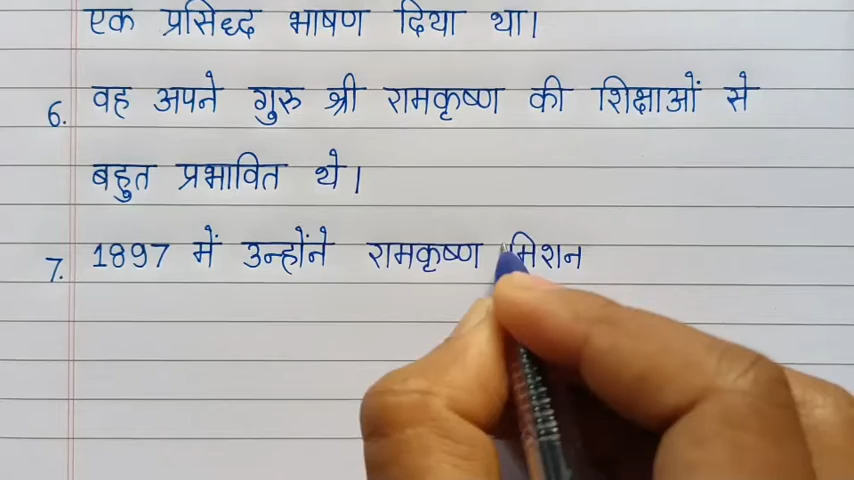 एक प्रसिद्ध भाषण दिया था।
6. वह अपने गुरु श्री रामकृष्ण की शिक्षाओं से
बहुत प्रभावित थे।
7. 1897 में उन्होंने रामकृष्ण मिशन